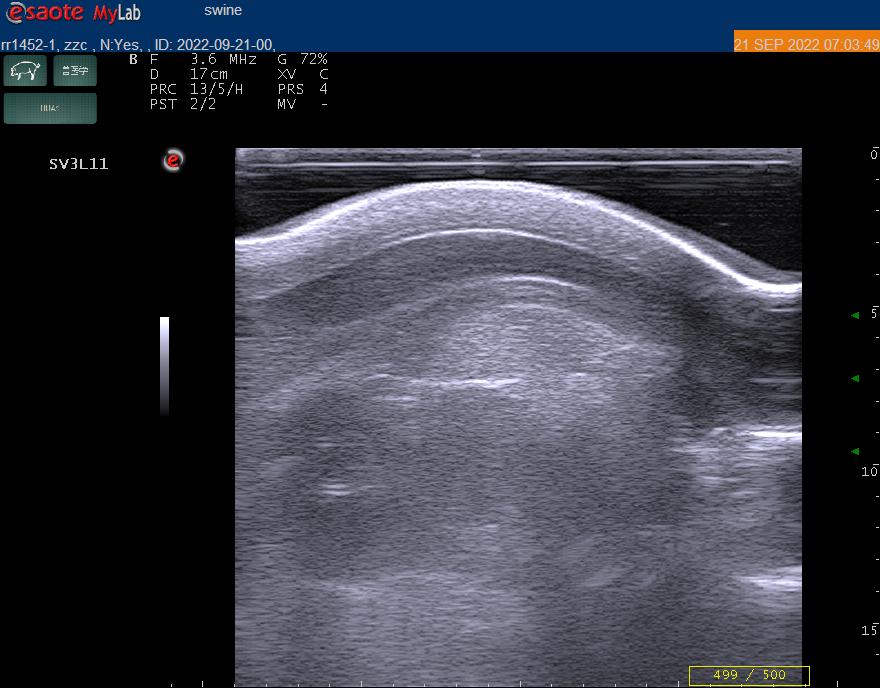 esaote MyLab
swine
rr1452-1, zzc , N:Yes, , ID: 2022-09-21-00,
21 SEP 2022 07:03:49
兽医学
B F 3.6 MHz G 72%
D 17cm XV C
PRC 13/5/H PRS 4
PST 2/2 MV -
SV3L11
e
0
5
10
15
499 / 500